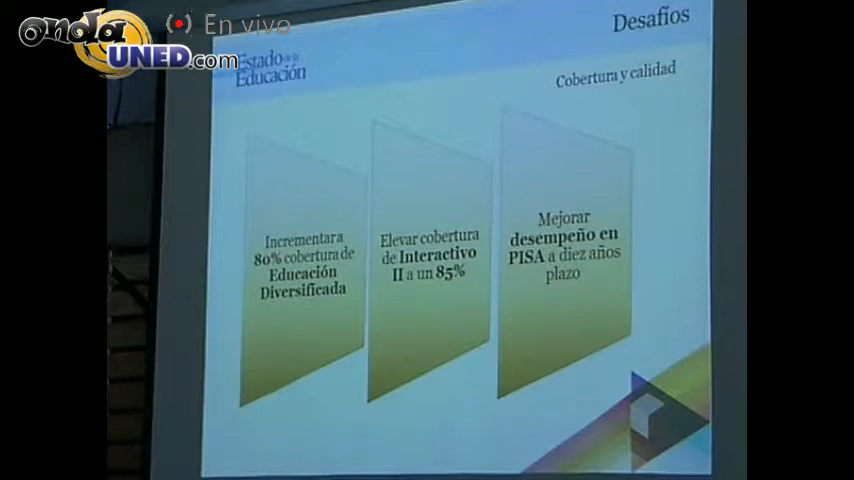 onda
UNED.com
En vivo
Desafíos
Estado de la
Educación
Cobertura y calidad
Incrementar a
80% cobertura de
Educación
Diversificada
Elevar cobertura
de Interactivo
II a un 85%
Mejorar
desempeño en
PISA a diez años
plazo